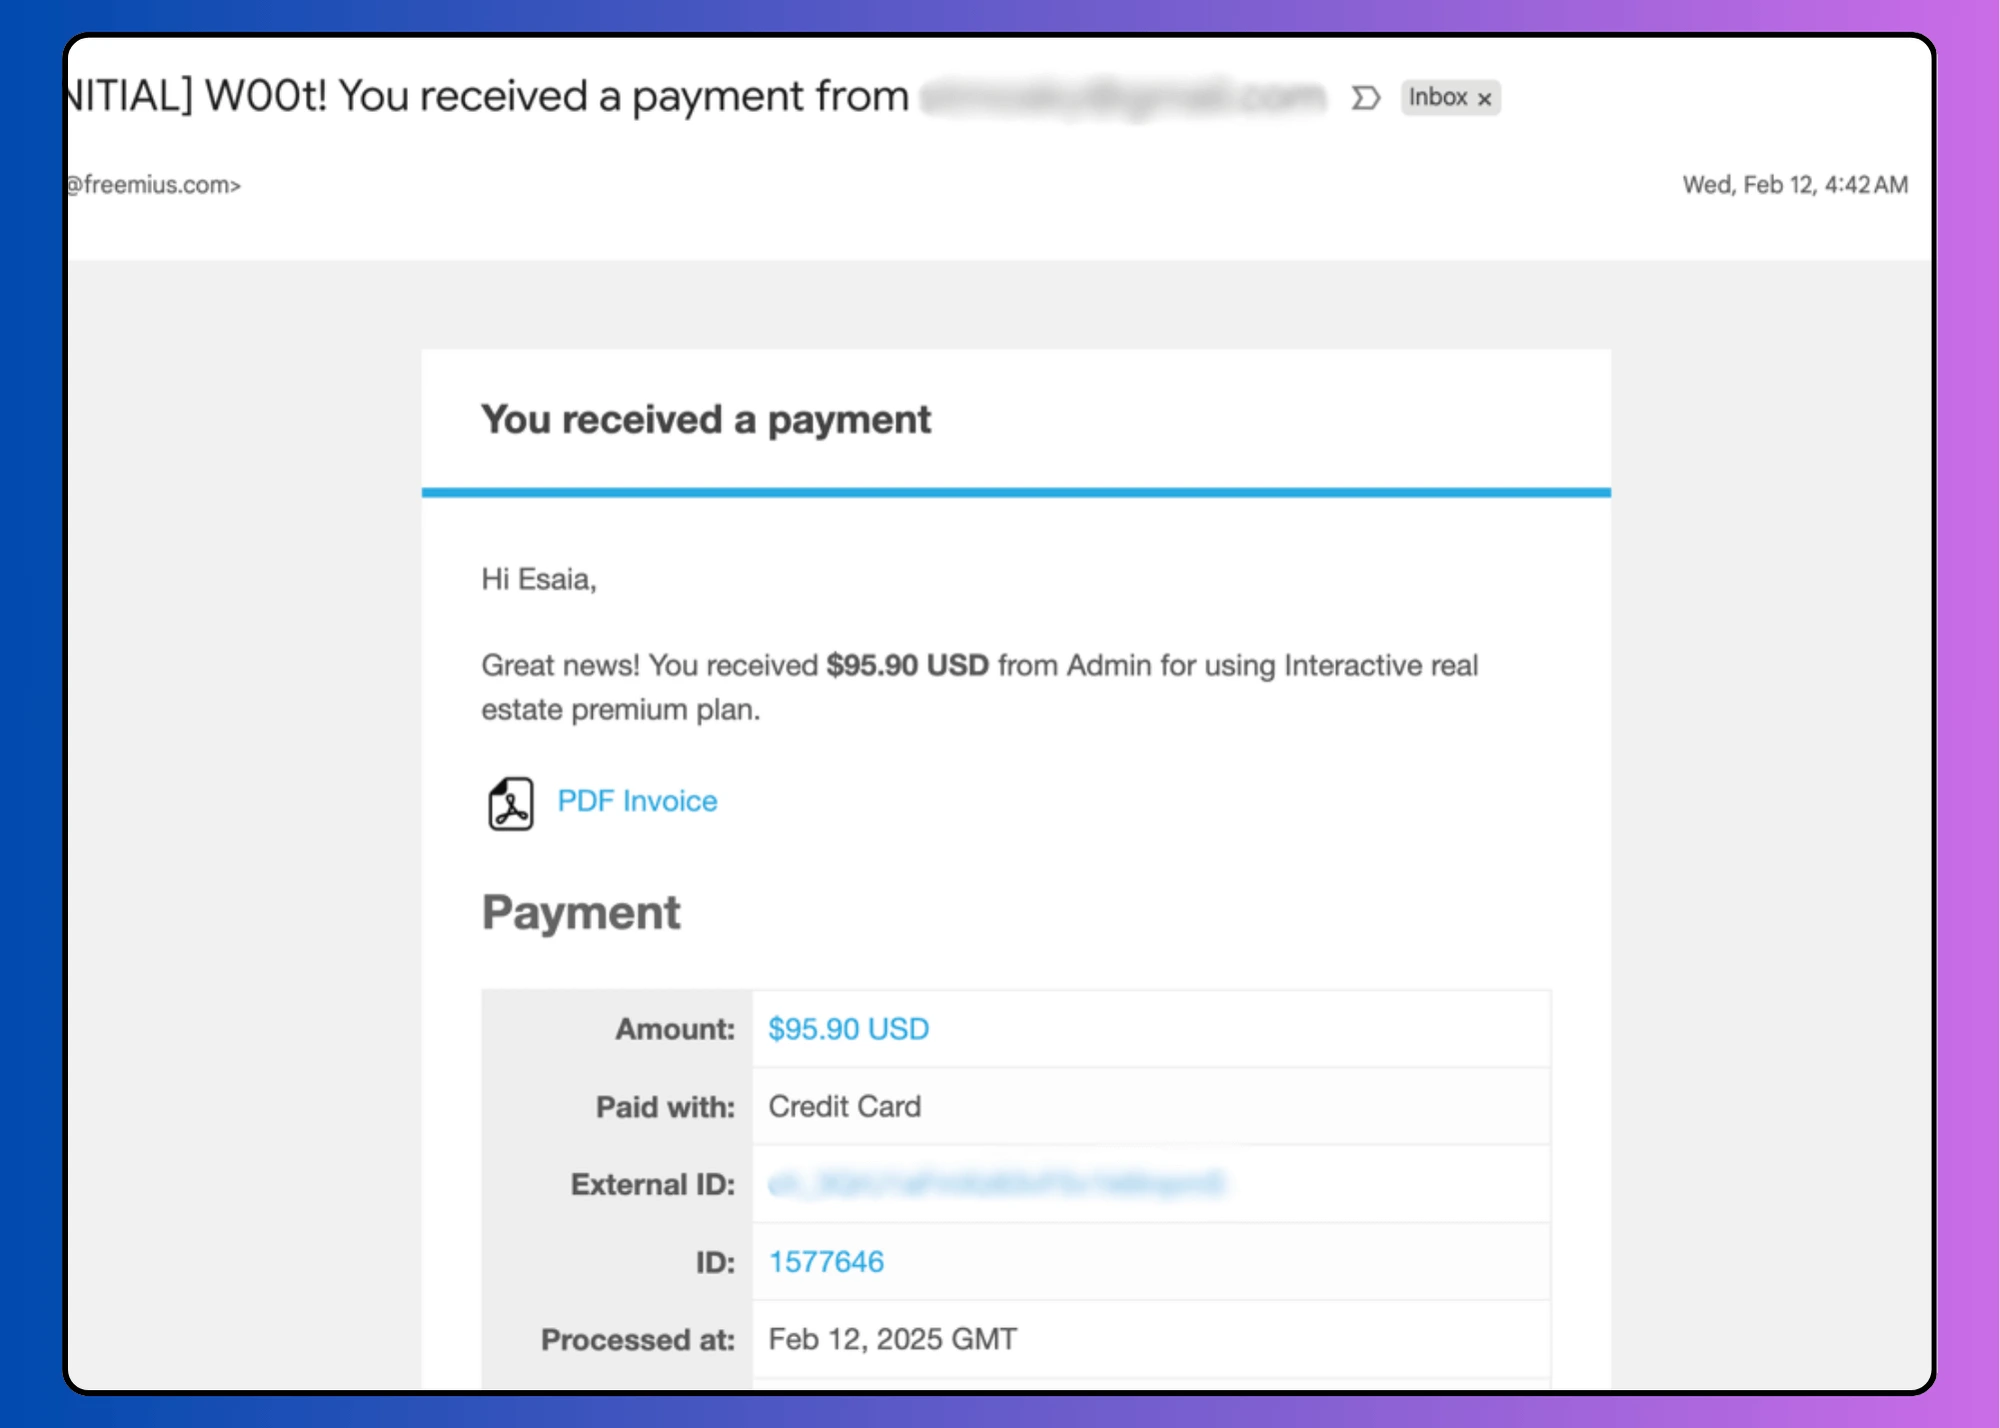 NITIAL] W00t! You received a payment from
Inbox x
@freemius.com>
Wed, Feb 12, 4:42 AM
You received a payment
Hi Esaia,
Great news! You received $95.90 USD from Admin for using Interactive real
estate premium plan.
PDF Invoice
Payment
Amount: $95.90 USD
Paid with: Credit Card
External ID:
ID: 1577646
Processed at: Feb 12, 2025 GMT